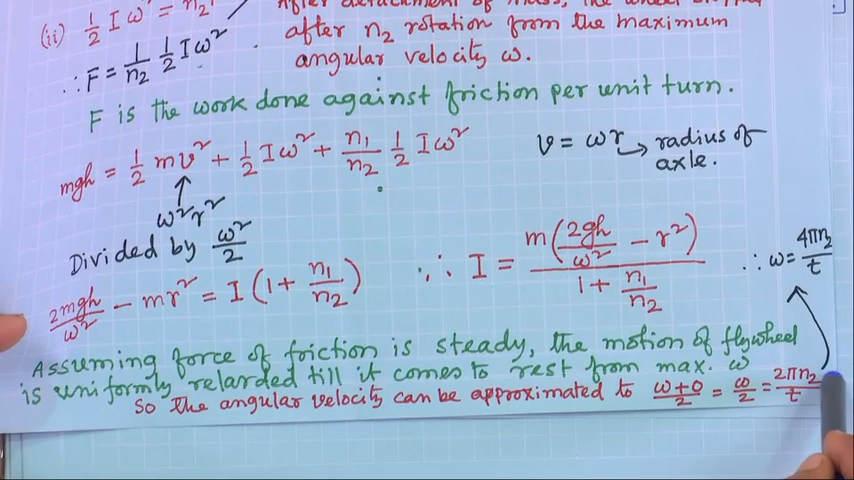 (ii) ½ I ω² = n₂
after n₂ rotation from the maximum
angular velocity ω.
∴ F = 1/n₂ ½ I ω²
F is the work done against friction per unit turn.
mgh = ½ mv² + ½ I ω² + n₁/n₂ ½ I ω²
v = ωr → radius of
axle.
ω²r²
Divided by ω²/2
2mgh/ω² − mr² = I (1 + n₁/n₂)
∵ I = m(2gh/ω² − r²) / (1 + n₁/n₂)
∴ ω = 4πn₂/t
Assuming force of friction is steady, the motion of flywheel
is uniformly relarded till it comes to rest from max. ω
So the angular velocity can be approximated to (ω+0)/2 = ω/2 = 2πn₂/t